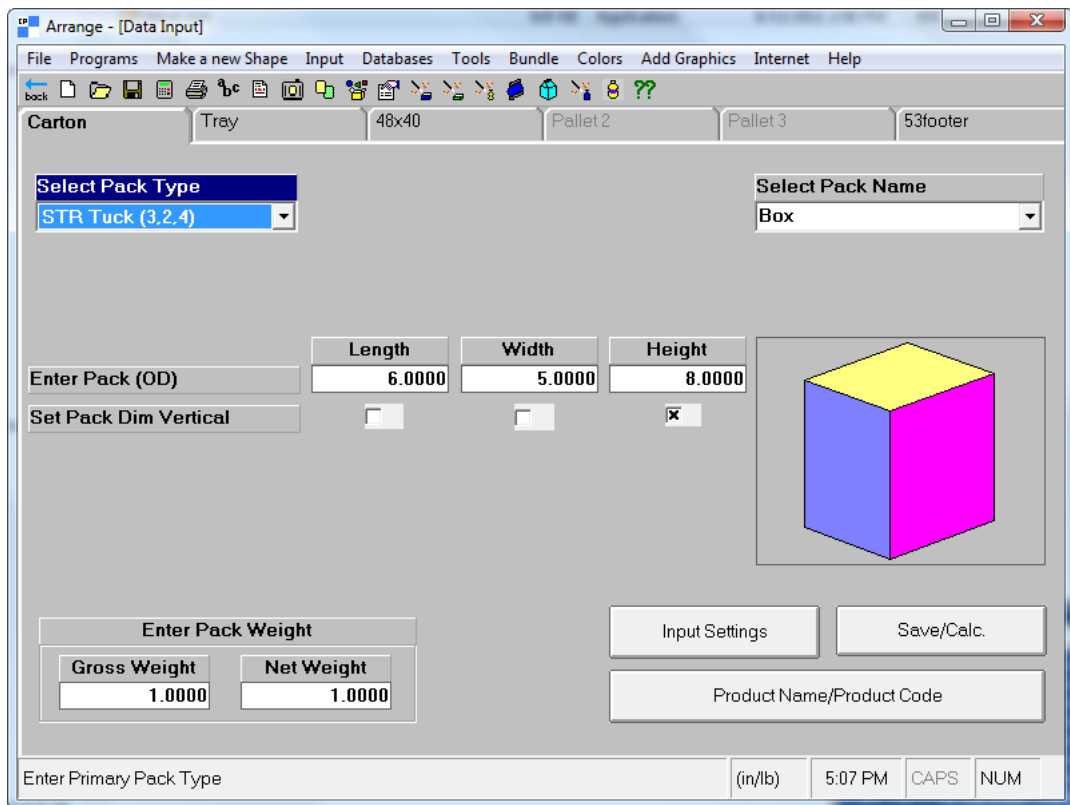 Arrange - [Data Input]
File Programs Make a new Shape Input Databases Tools Bundle Colors Add Graphics Internet Help
back abc ??
Carton Tray 48x40 Pallet 2 Pallet 3 53footer
Select Pack Type Select Pack Name
STR Tuck (3,2,4) Box
Length Width Height
Enter Pack (OD) 6.0000 5.0000 8.0000
Set Pack Dim Vertical
Enter Pack Weight Input Settings Save/Calc.
Gross Weight Net Weight
1.0000 1.0000 Product Name/Product Code
Enter Primary Pack Type (in/lb) 5:07 PM CAPS NUM